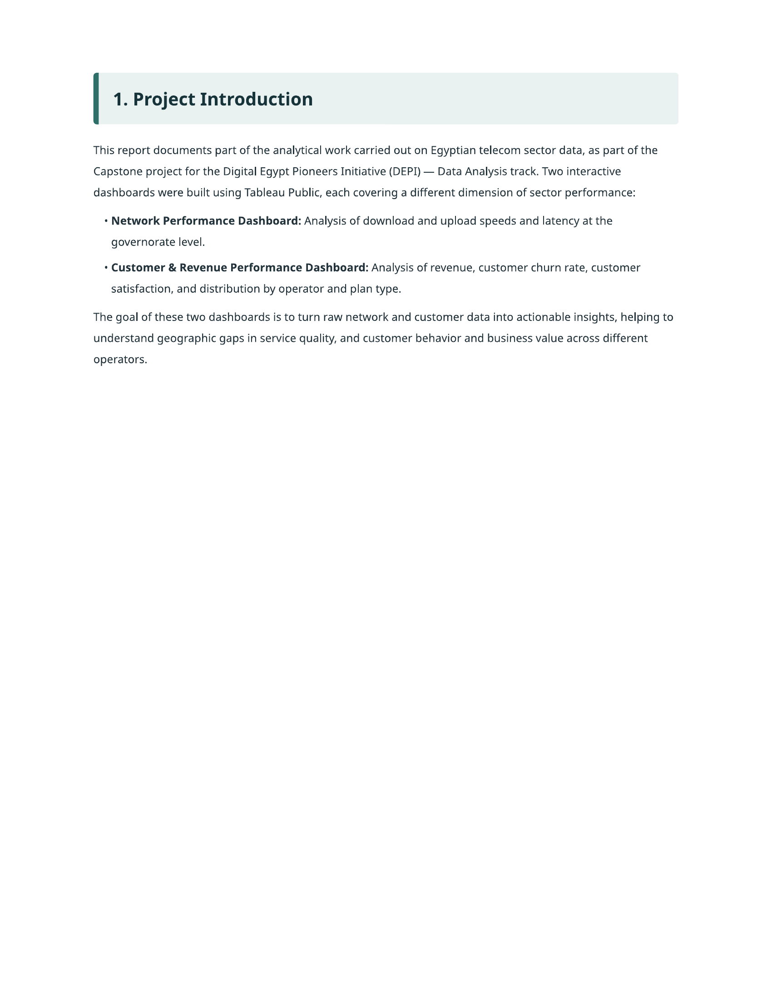 1. Project Introduction
This report documents part of the analytical work carried out on Egyptian telecom sector data, as part of the
Capstone project for the Digital Egypt Pioneers Initiative (DEPI) — Data Analysis track. Two interactive
dashboards were built using Tableau Public, each covering a different dimension of sector performance:
• Network Performance Dashboard: Analysis of download and upload speeds and latency at the
governorate level.
• Customer & Revenue Performance Dashboard: Analysis of revenue, customer churn rate, customer
satisfaction, and distribution by operator and plan type.
The goal of these two dashboards is to turn raw network and customer data into actionable insights, helping to
understand geographic gaps in service quality, and customer behavior and business value across different
operators.